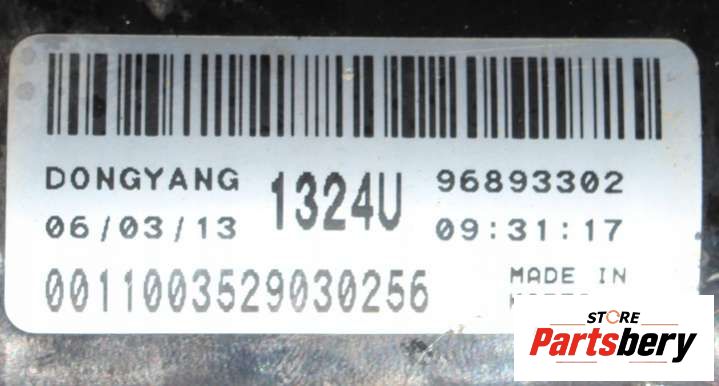 DONGYANG 1324U 96893302
06/03/13 09:31:17
0011003529030256 MADE IN
STORE
Partsbery